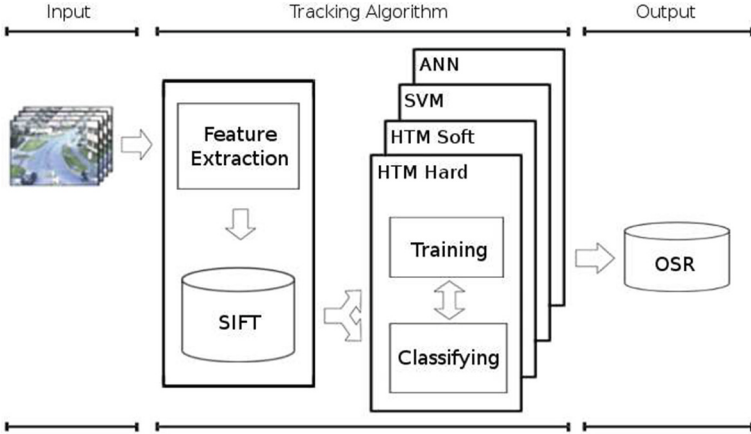 Input
Tracking Algorithm
Output
ANN
SVM
HTM Soft
HTM Hard
Feature
Extraction
SIFT
Training
Classifying
OSR